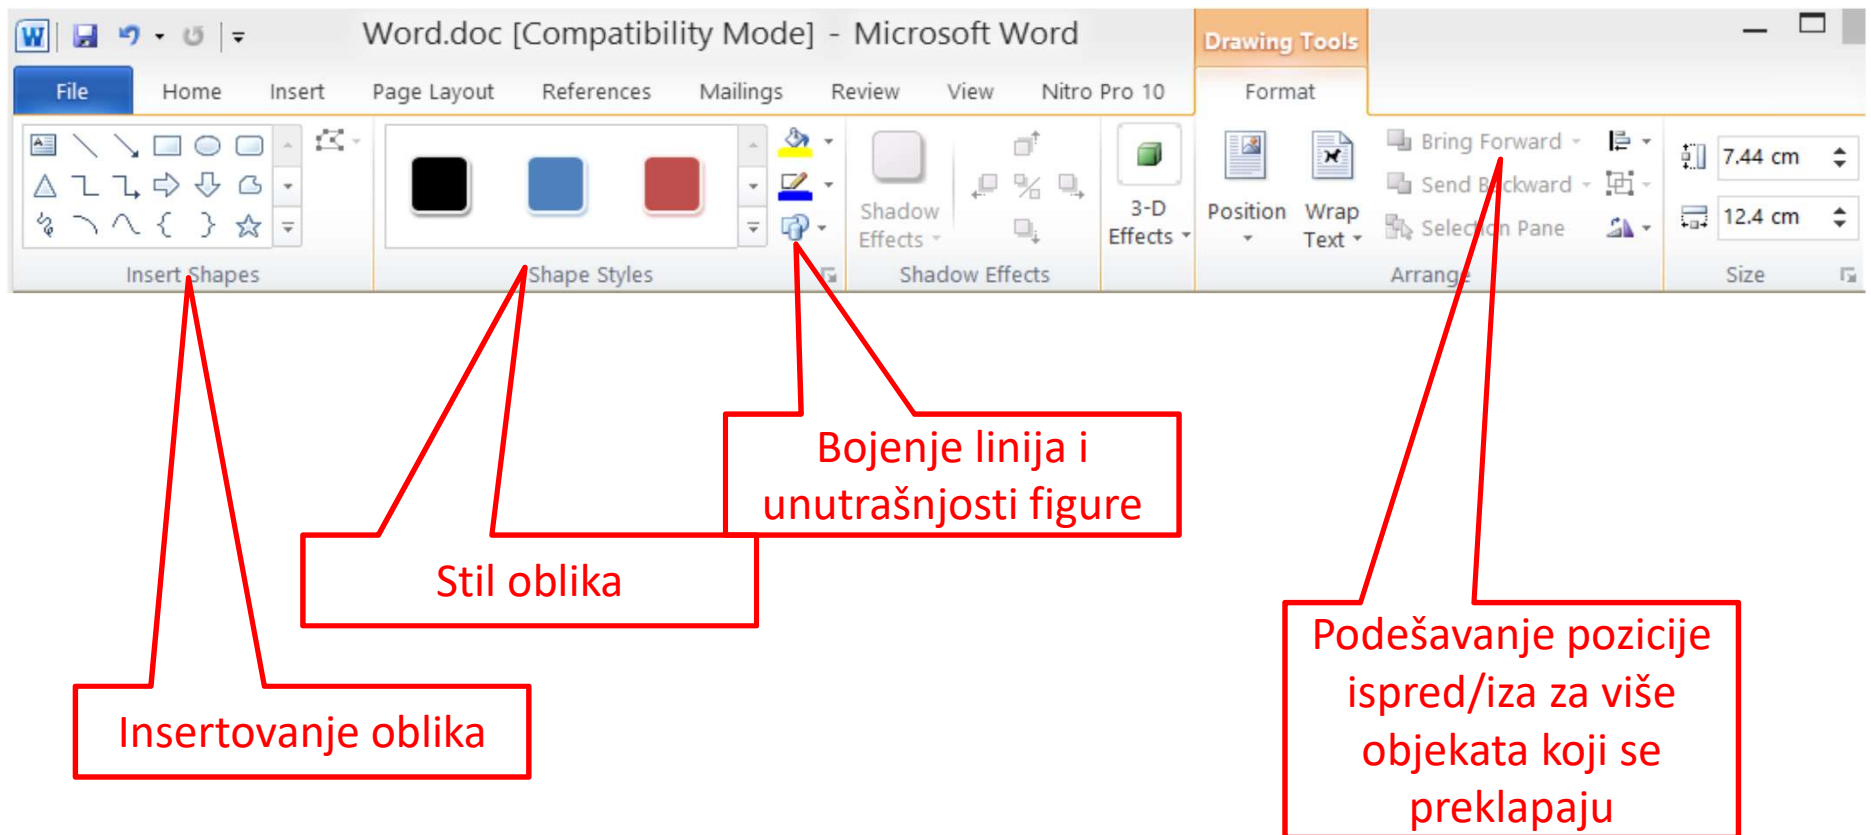 Word.doc [Compatibility Mode] - Microsoft Word
Drawing Tools
File Home Insert Page Layout References Mailings Review View Nitro Pro 10 Format
Bring Forward
7.44 cm
Send Backward
Shadow
Effects
3-D
Effects
Position
Wrap
Text
Selection Pane
12.4 cm
Insert Shapes
Shape Styles
Shadow Effects
Arrange
Size
Bojenje linija i
unutrašnjosti figure
Stil oblika
Insertovanje oblika
Podešavanje pozicije
ispred/iza za više
objekata koji se
preklapaju